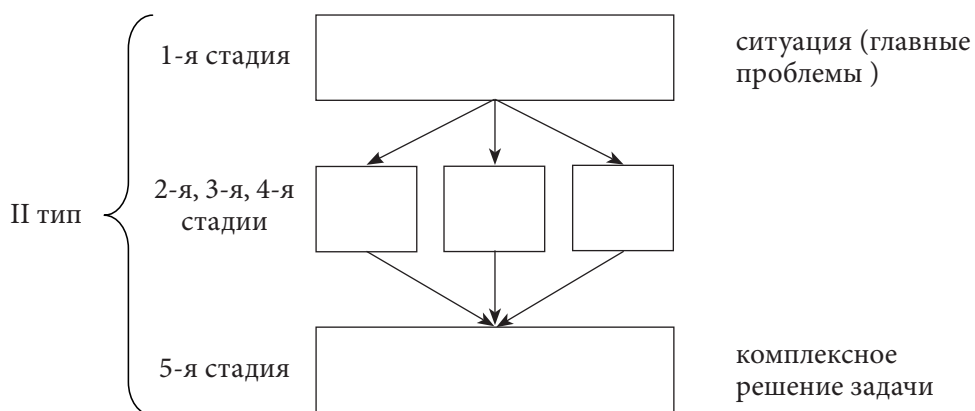 1-я стадия
ситуация (главные
проблемы )
II тип
2-я, 3-я, 4-я
стадии
5-я стадия
комплексное
решение задачи